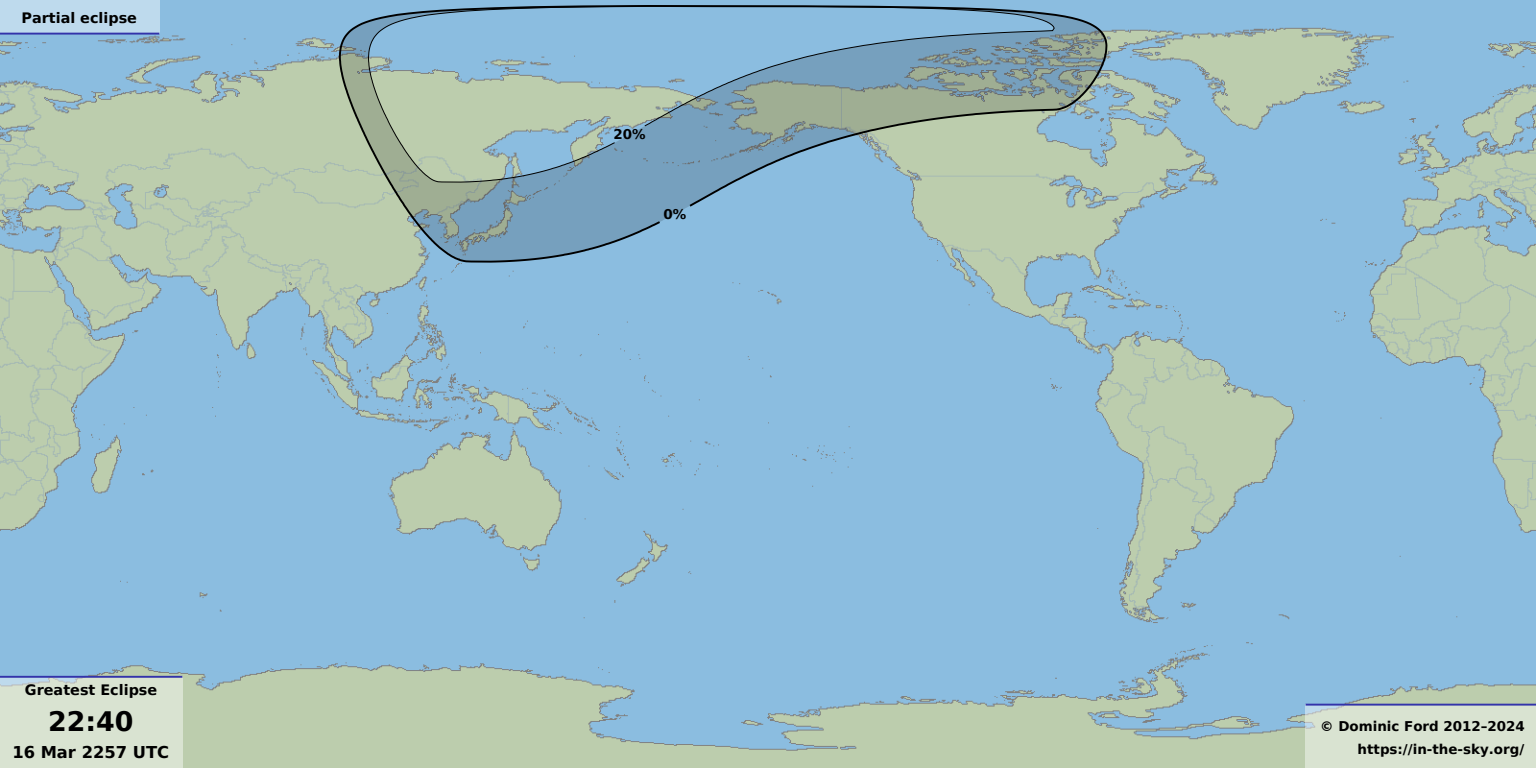 Partial eclipse
20%
0%
Greatest Eclipse
22:40
16 Mar 2257 UTC
© Dominic Ford 2012–2024
https://in-the-sky.org/